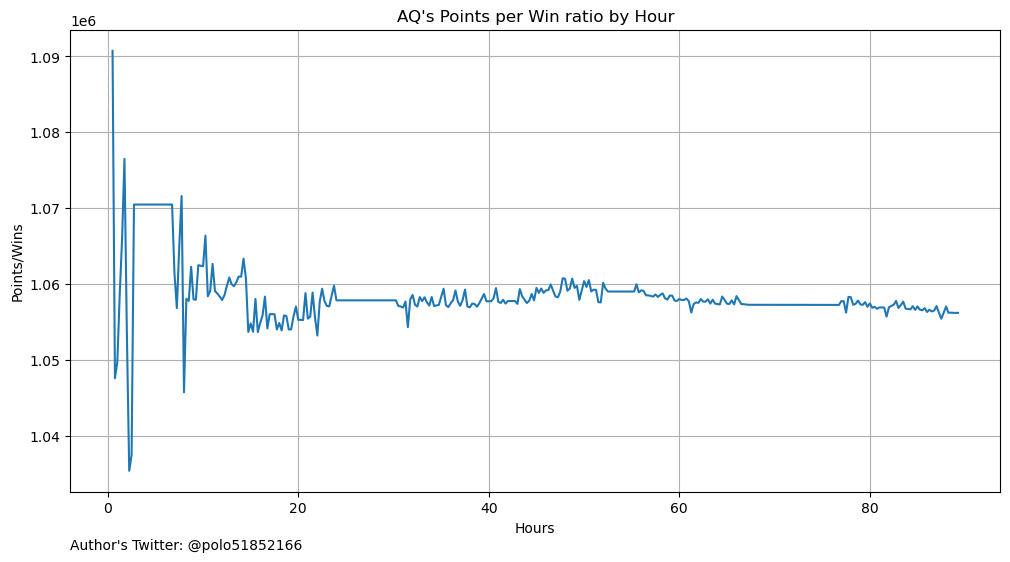 AQ's Points per Win ratio by Hour
1e6
1.09
1.08
1.07
1.06
1.05
1.04
Points/Wins
0 20 40 60 80
Hours
Author's Twitter: @polo51852166